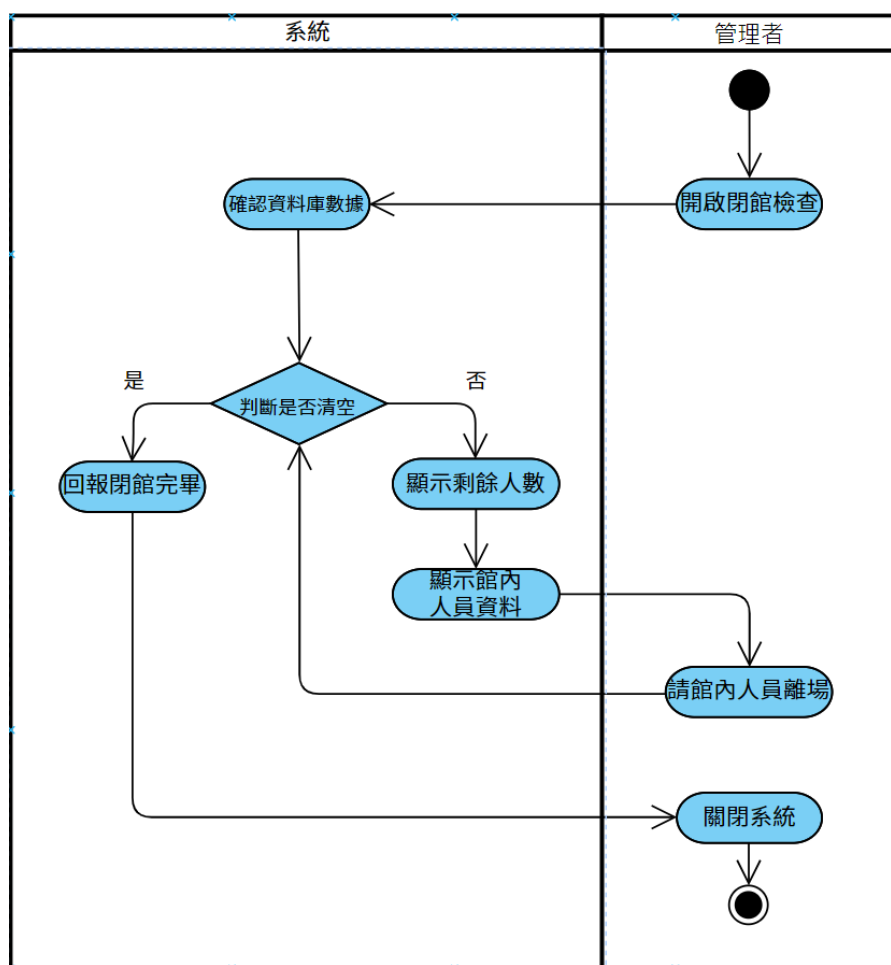 系統
管理者
開啟閉館檢查
確認資料庫數據
判斷是否清空
是
否
回報閉館完畢
顯示剩餘人數
顯示館內
人員資料
請館內人員離場
關閉系統